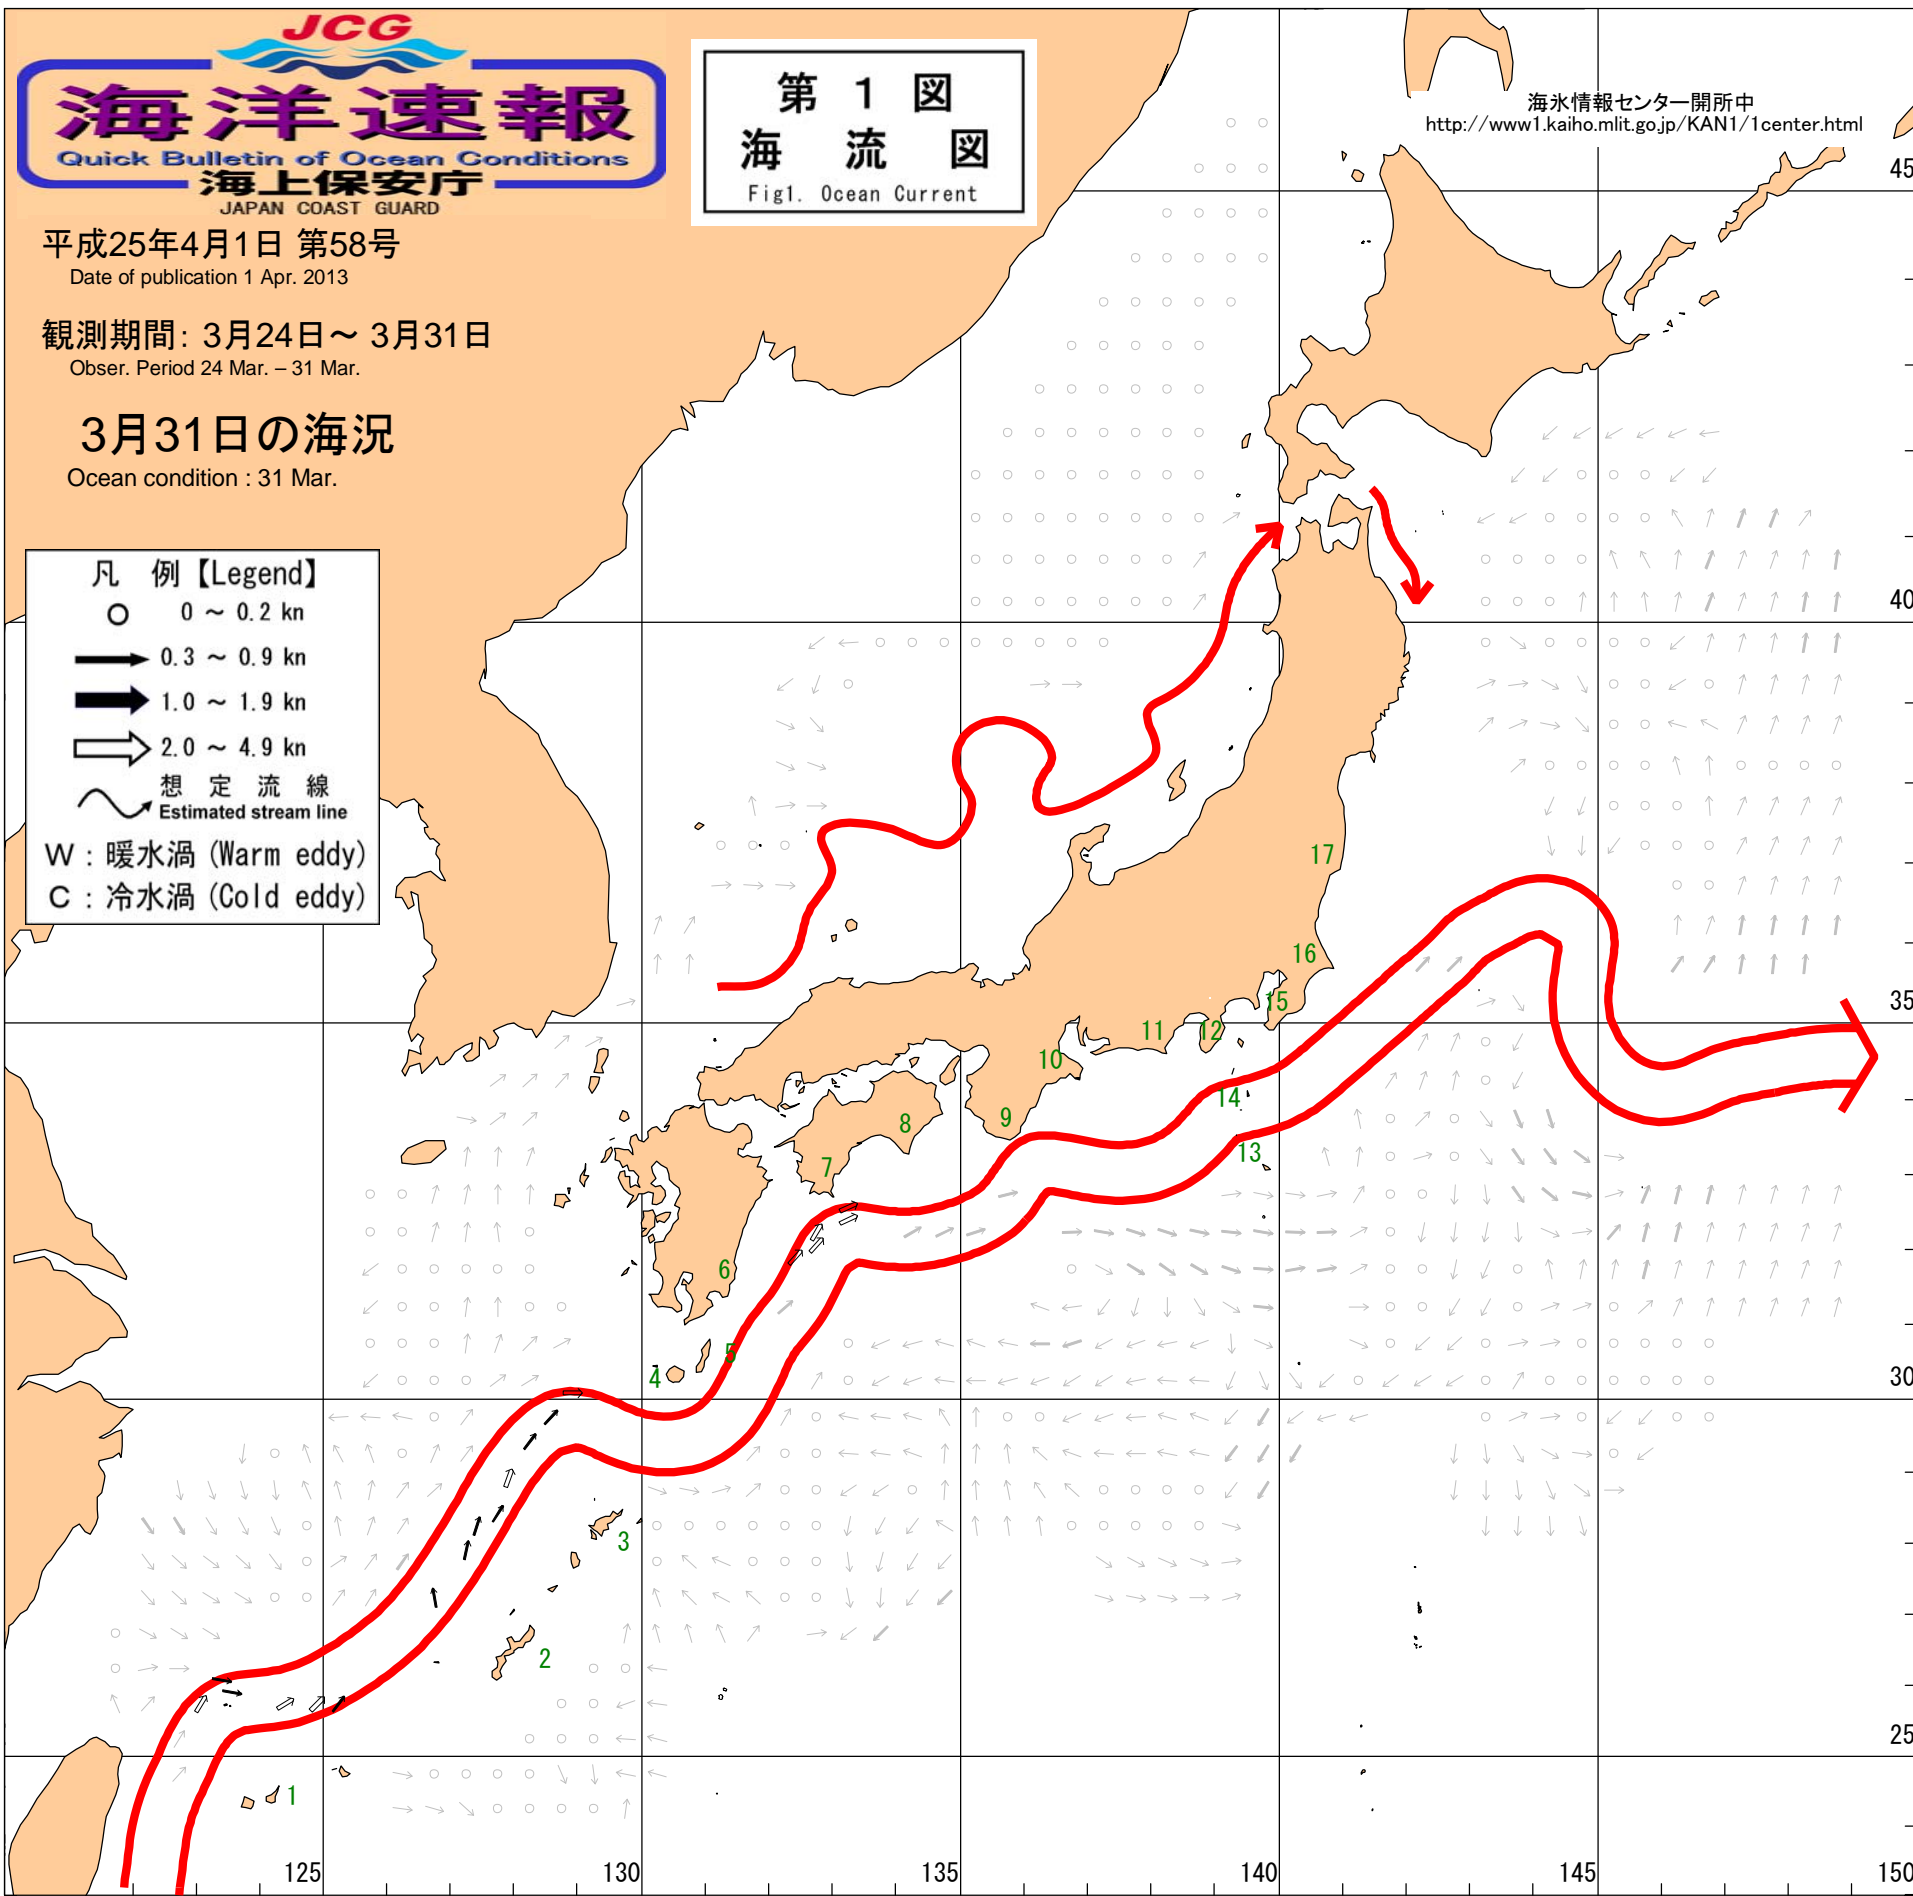 JCG
海洋速報
Quick Bulletin of Ocean Conditions
海上保安庁
JAPAN COAST GUARD
第 1 図
海 流 図
Fig1. Ocean Current
海氷情報センター開所中
http://www1.kaiho.mlit.go.jp/KAN1/1center.html
平成25年4月1日 第58号
Date of publication 1 Apr. 2013
観測期間: 3月24日~ 3月31日
Obser. Period 24 Mar. – 31 Mar.
3月31日の海況
Ocean condition : 31 Mar.
凡 例【Legend】
0 ~ 0.2 kn
0.3 ~ 0.9 kn
1.0 ~ 1.9 kn
2.0 ~ 4.9 kn
想 定 流 線
Estimated stream line
W : 暖水渦 (Warm eddy)
C : 冷水渦 (Cold eddy)
45
40
35
30
25
17
16
15
12
11
10
14
13
9
8
7
6
5
4
3
2
1
125
130
135
140
145
150